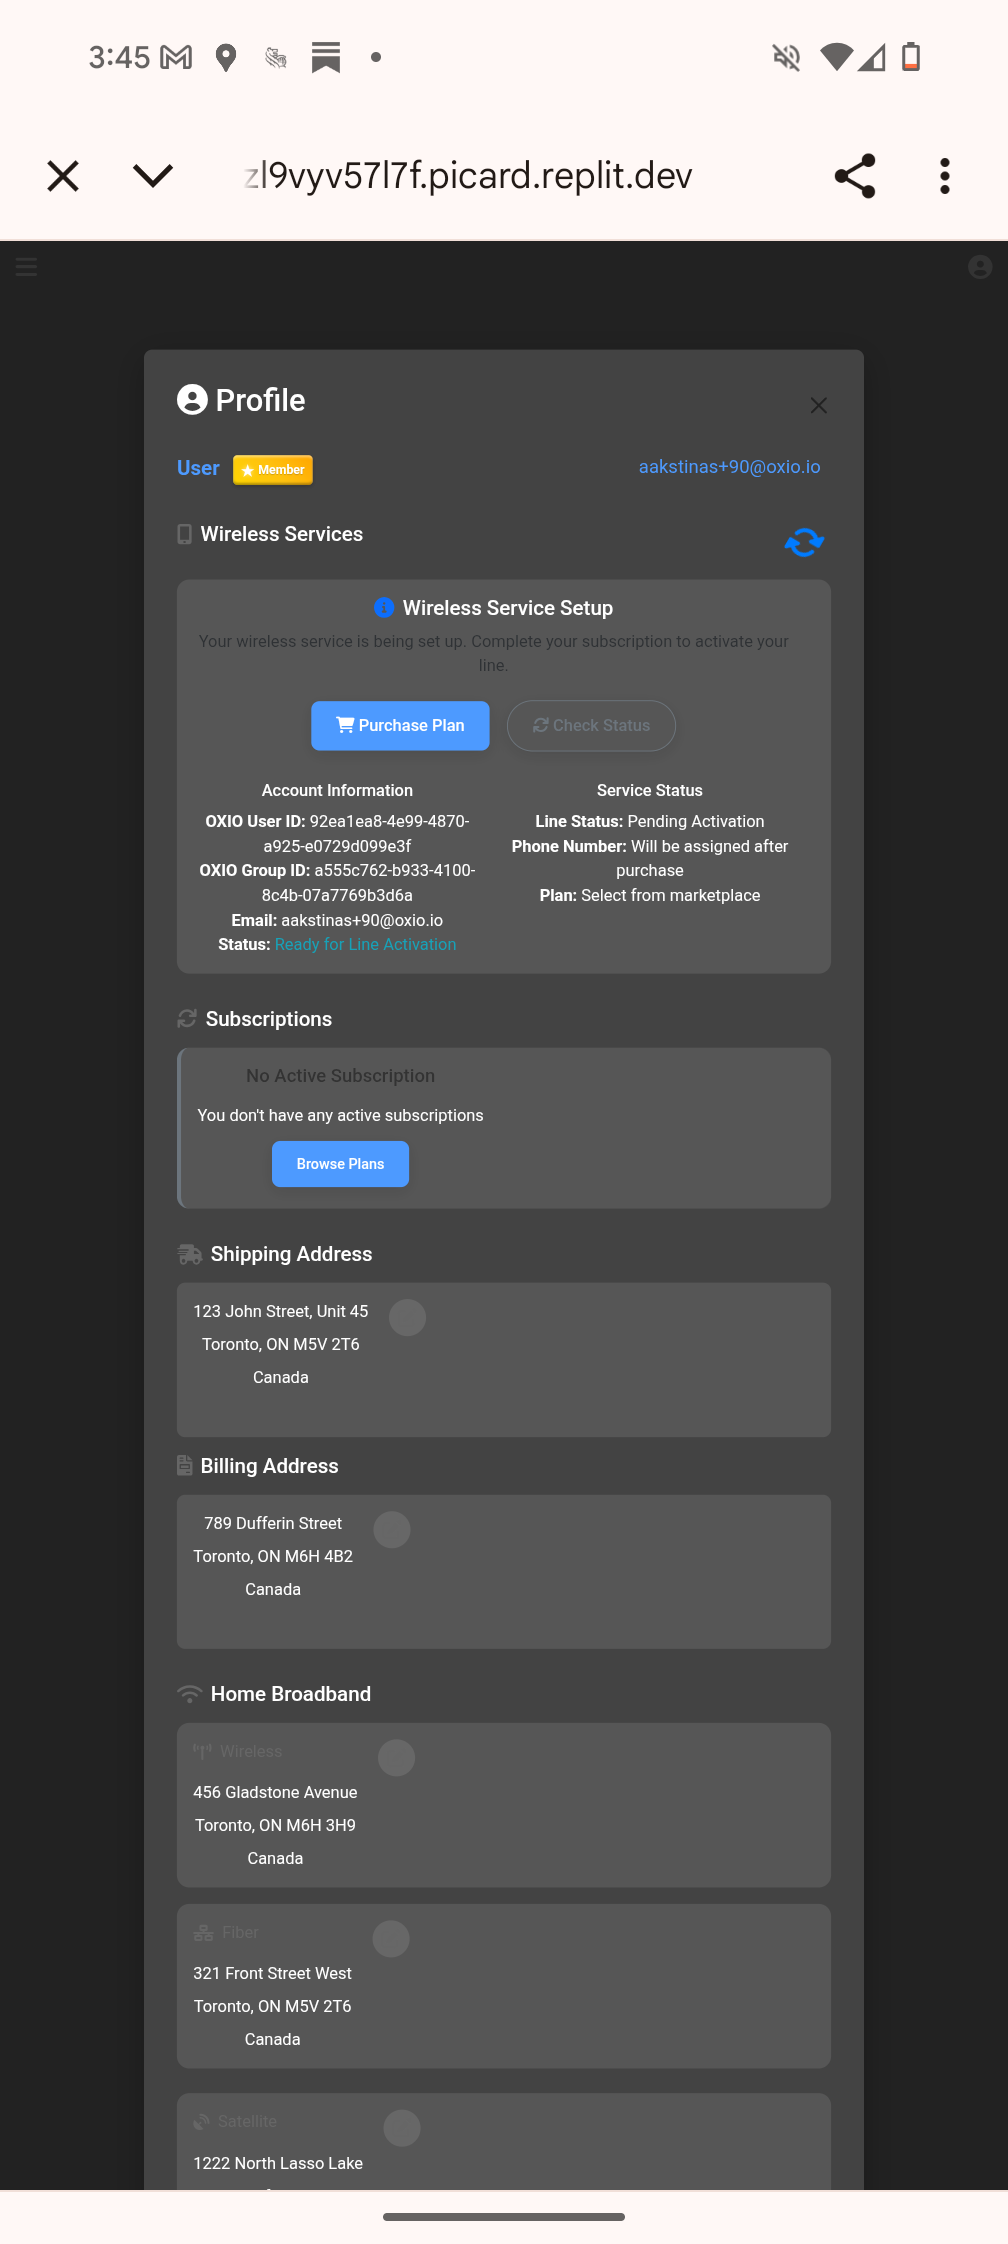 3:45
zl9vyv57l7f.picard.replit.dev
Profile
User
Member
aakstinas+90@oxio.io
Wireless Services
Wireless Service Setup
Your wireless service is being set up. Complete your subscription to activate your
line.
Purchase Plan
Check Status
Account Information
OXIO User ID: 92ea1ea8-4e99-4870-
a925-e0729d099e3f
OXIO Group ID: a555c762-b933-4100-
8c4b-07a7769b3d6a
Email: aakstinas+90@oxio.io
Status: Ready for Line Activation
Service Status
Line Status: Pending Activation
Phone Number: Will be assigned after
purchase
Plan: Select from marketplace
Subscriptions
No Active Subscription
You don't have any active subscriptions
Browse Plans
Shipping Address
123 John Street, Unit 45
Toronto, ON M5V 2T6
Canada
Billing Address
789 Dufferin Street
Toronto, ON M6H 4B2
Canada
Home Broadband
Wireless
456 Gladstone Avenue
Toronto, ON M6H 3H9
Canada
Fiber
321 Front Street West
Toronto, ON M5V 2T6
Canada
Satellite
1222 North Lasso Lake